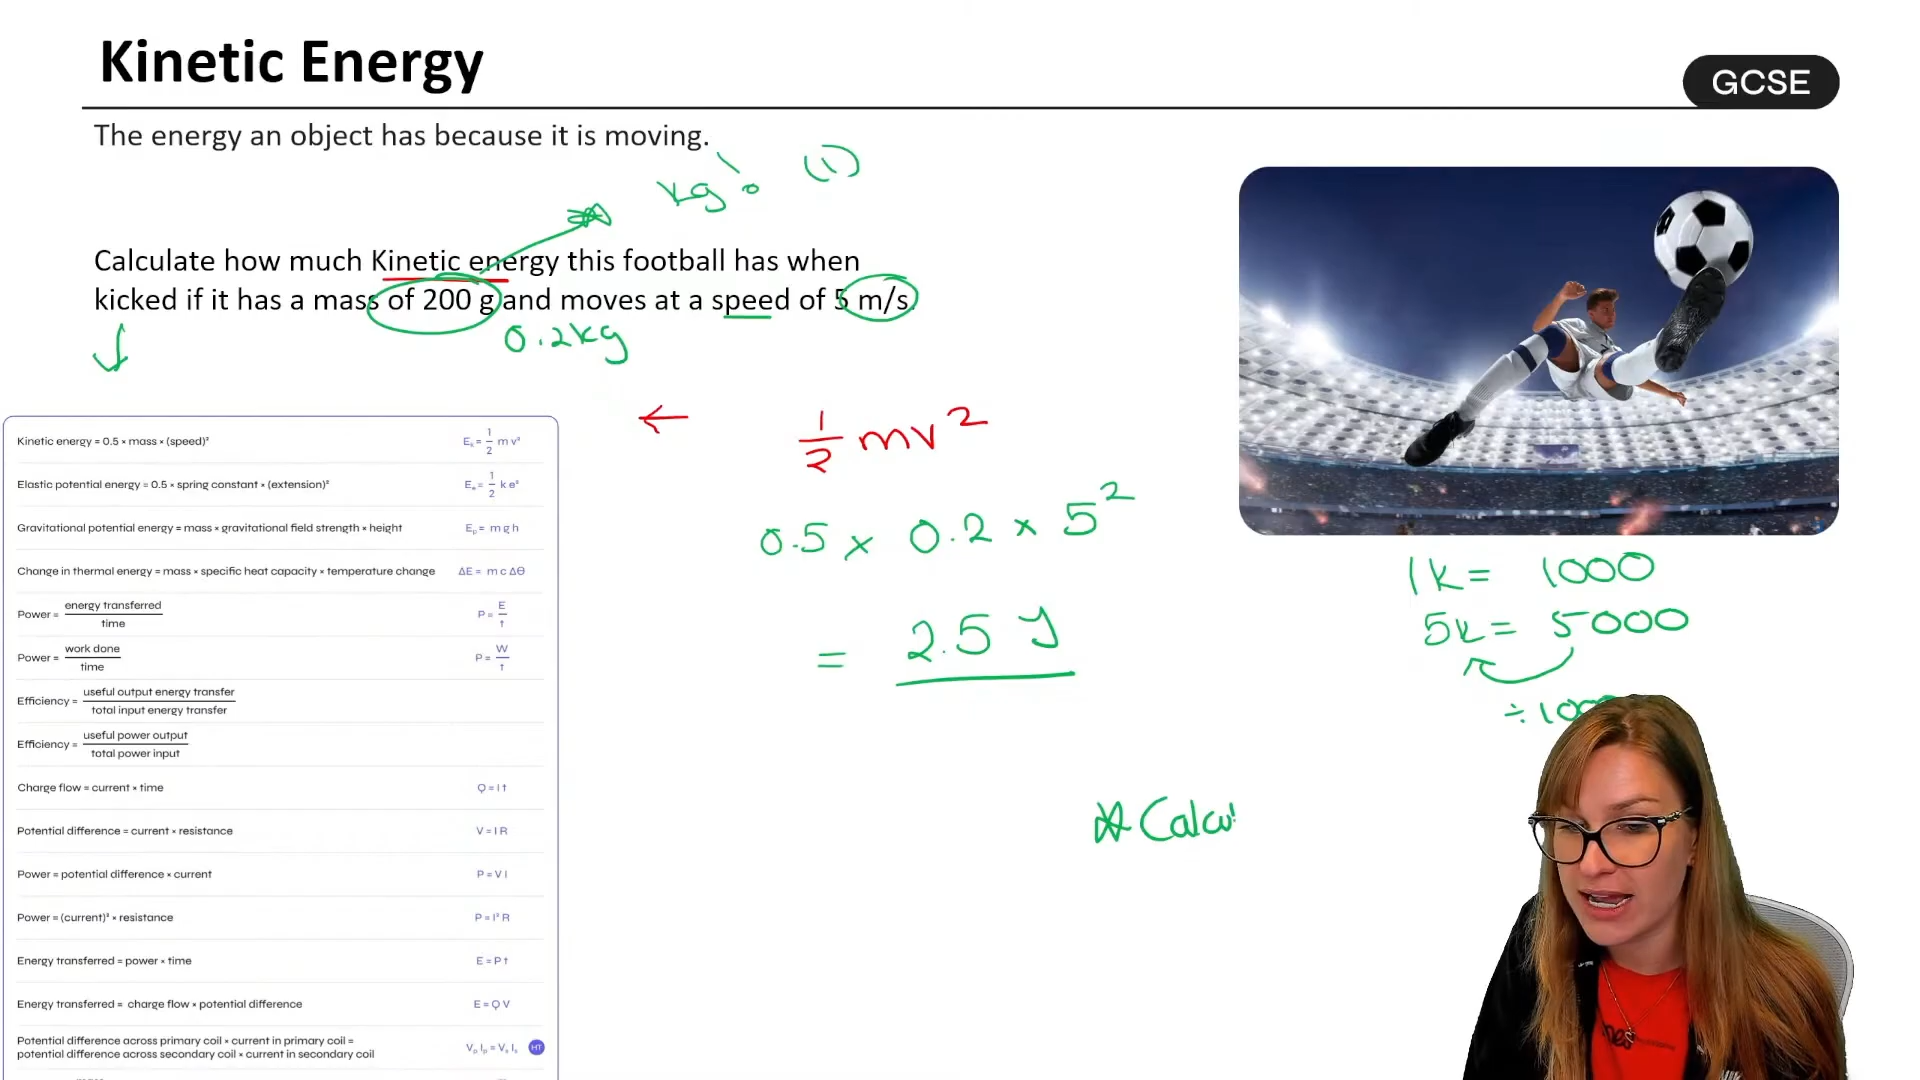 Kinetic Energy
GCSE
The energy an object has because it is moving.
kg! (1)
Calculate how much Kinetic energy this football has when
kicked if it has a mass of 200 g and moves at a speed of 5 m/s.
0.2kg
← 1/2 mv²
0.5 × 0.2 × 5²
= 2.5 J
1k = 1000
5k = 5000
÷100
* Calcu
Kinetic energy = 0.5 × mass × (speed)² Eₖ = 1/2 m v²
Elastic potential energy = 0.5 × spring constant × (extension)² Eₑ = 1/2 k e²
Gravitational potential energy = mass × gravitational field strength × height Eₚ = m g h
Change in thermal energy = mass × specific heat capacity × temperature change ΔE = m c Δθ
Power = energy transferred / time P = E / t
Power = work done / time P = W / t
Efficiency = useful output energy transfer / total input energy transfer
Efficiency = useful power output / total power input
Charge flow = current × time Q = I t
Potential difference = current × resistance V = I R
Power = potential difference × current P = V I
Power = (current)² × resistance P = I² R
Energy transferred = power × time E = P t
Energy transferred = charge flow × potential difference E = Q V
Potential difference across primary coil × current in primary coil =
potential difference across secondary coil × current in secondary coil Vₚ Iₚ = Vₛ Iₛ HT